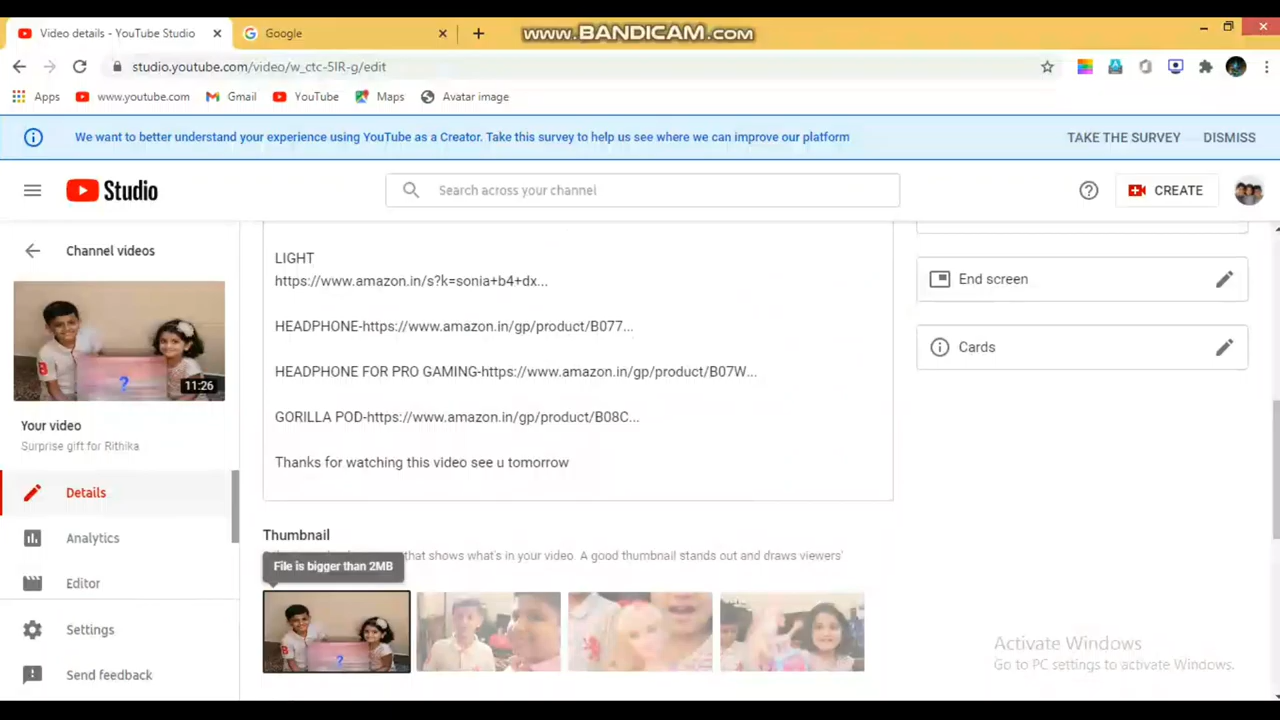 Video details - YouTube Studio
Google
www.BANDICAM.com
studio.youtube.com/video/w_ctc-5IR-g/edit
Apps
www.youtube.com
Gmail
YouTube
Maps
Avatar image
We want to better understand your experience using YouTube as a Creator. Take this survey to help us see where we can improve our platform
TAKE THE SURVEY
DISMISS
Studio
Search across your channel
CREATE
Channel videos
11:26
Your video
Surprise gift for Rithika
Details
Analytics
Editor
Settings
Send feedback
LIGHT
https://www.amazon.in/s?k=sonia+b4+dx...
HEADPHONE-https://www.amazon.in/gp/product/B077...
HEADPHONE FOR PRO GAMING-https://www.amazon.in/gp/product/B07W...
GORILLA POD-https://www.amazon.in/gp/product/B08C...
Thanks for watching this video see u tomorrow
Thumbnail
that shows what's in your video. A good thumbnail stands out and draws viewers'
File is bigger than 2MB
End screen
Cards
Activate Windows
Go to PC settings to activate Windows.